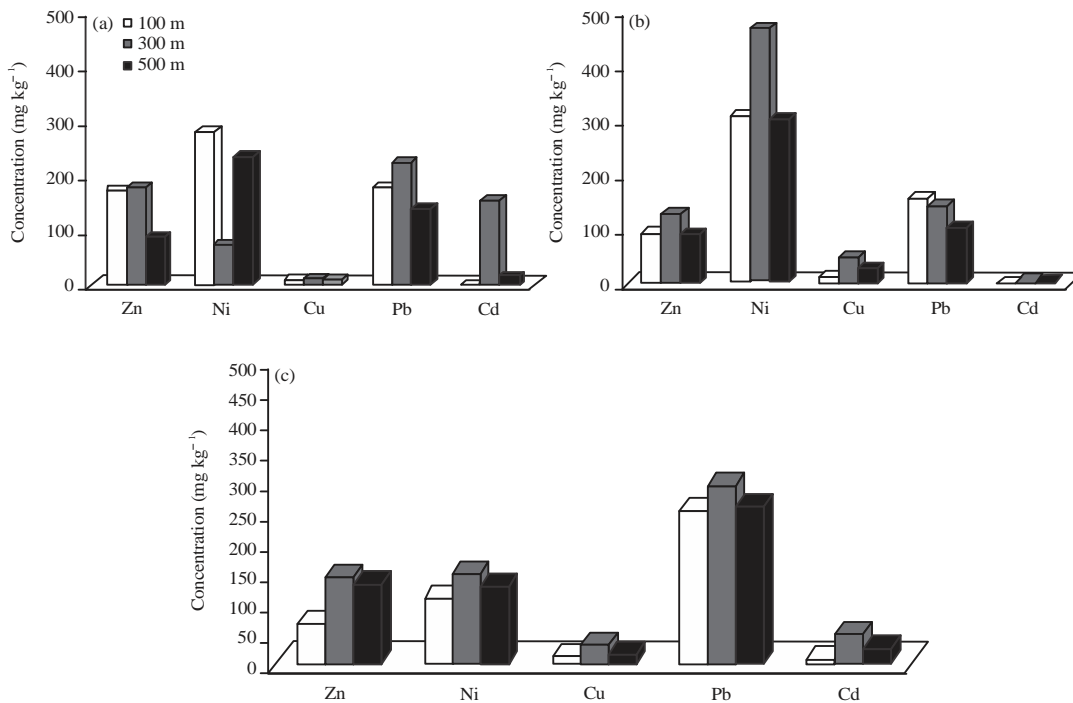 (a)
100 m
300 m
500 m
Concentration (mg kg⁻¹)
500
400
300
200
100
0
Zn Ni Cu Pb Cd
(b)
Concentration (mg kg⁻¹)
500
400
300
200
100
0
Zn Ni Cu Pb Cd
(c)
Concentration (mg kg⁻¹)
500
450
400
350
300
250
200
150
100
50
0
Zn Ni Cu Pb Cd